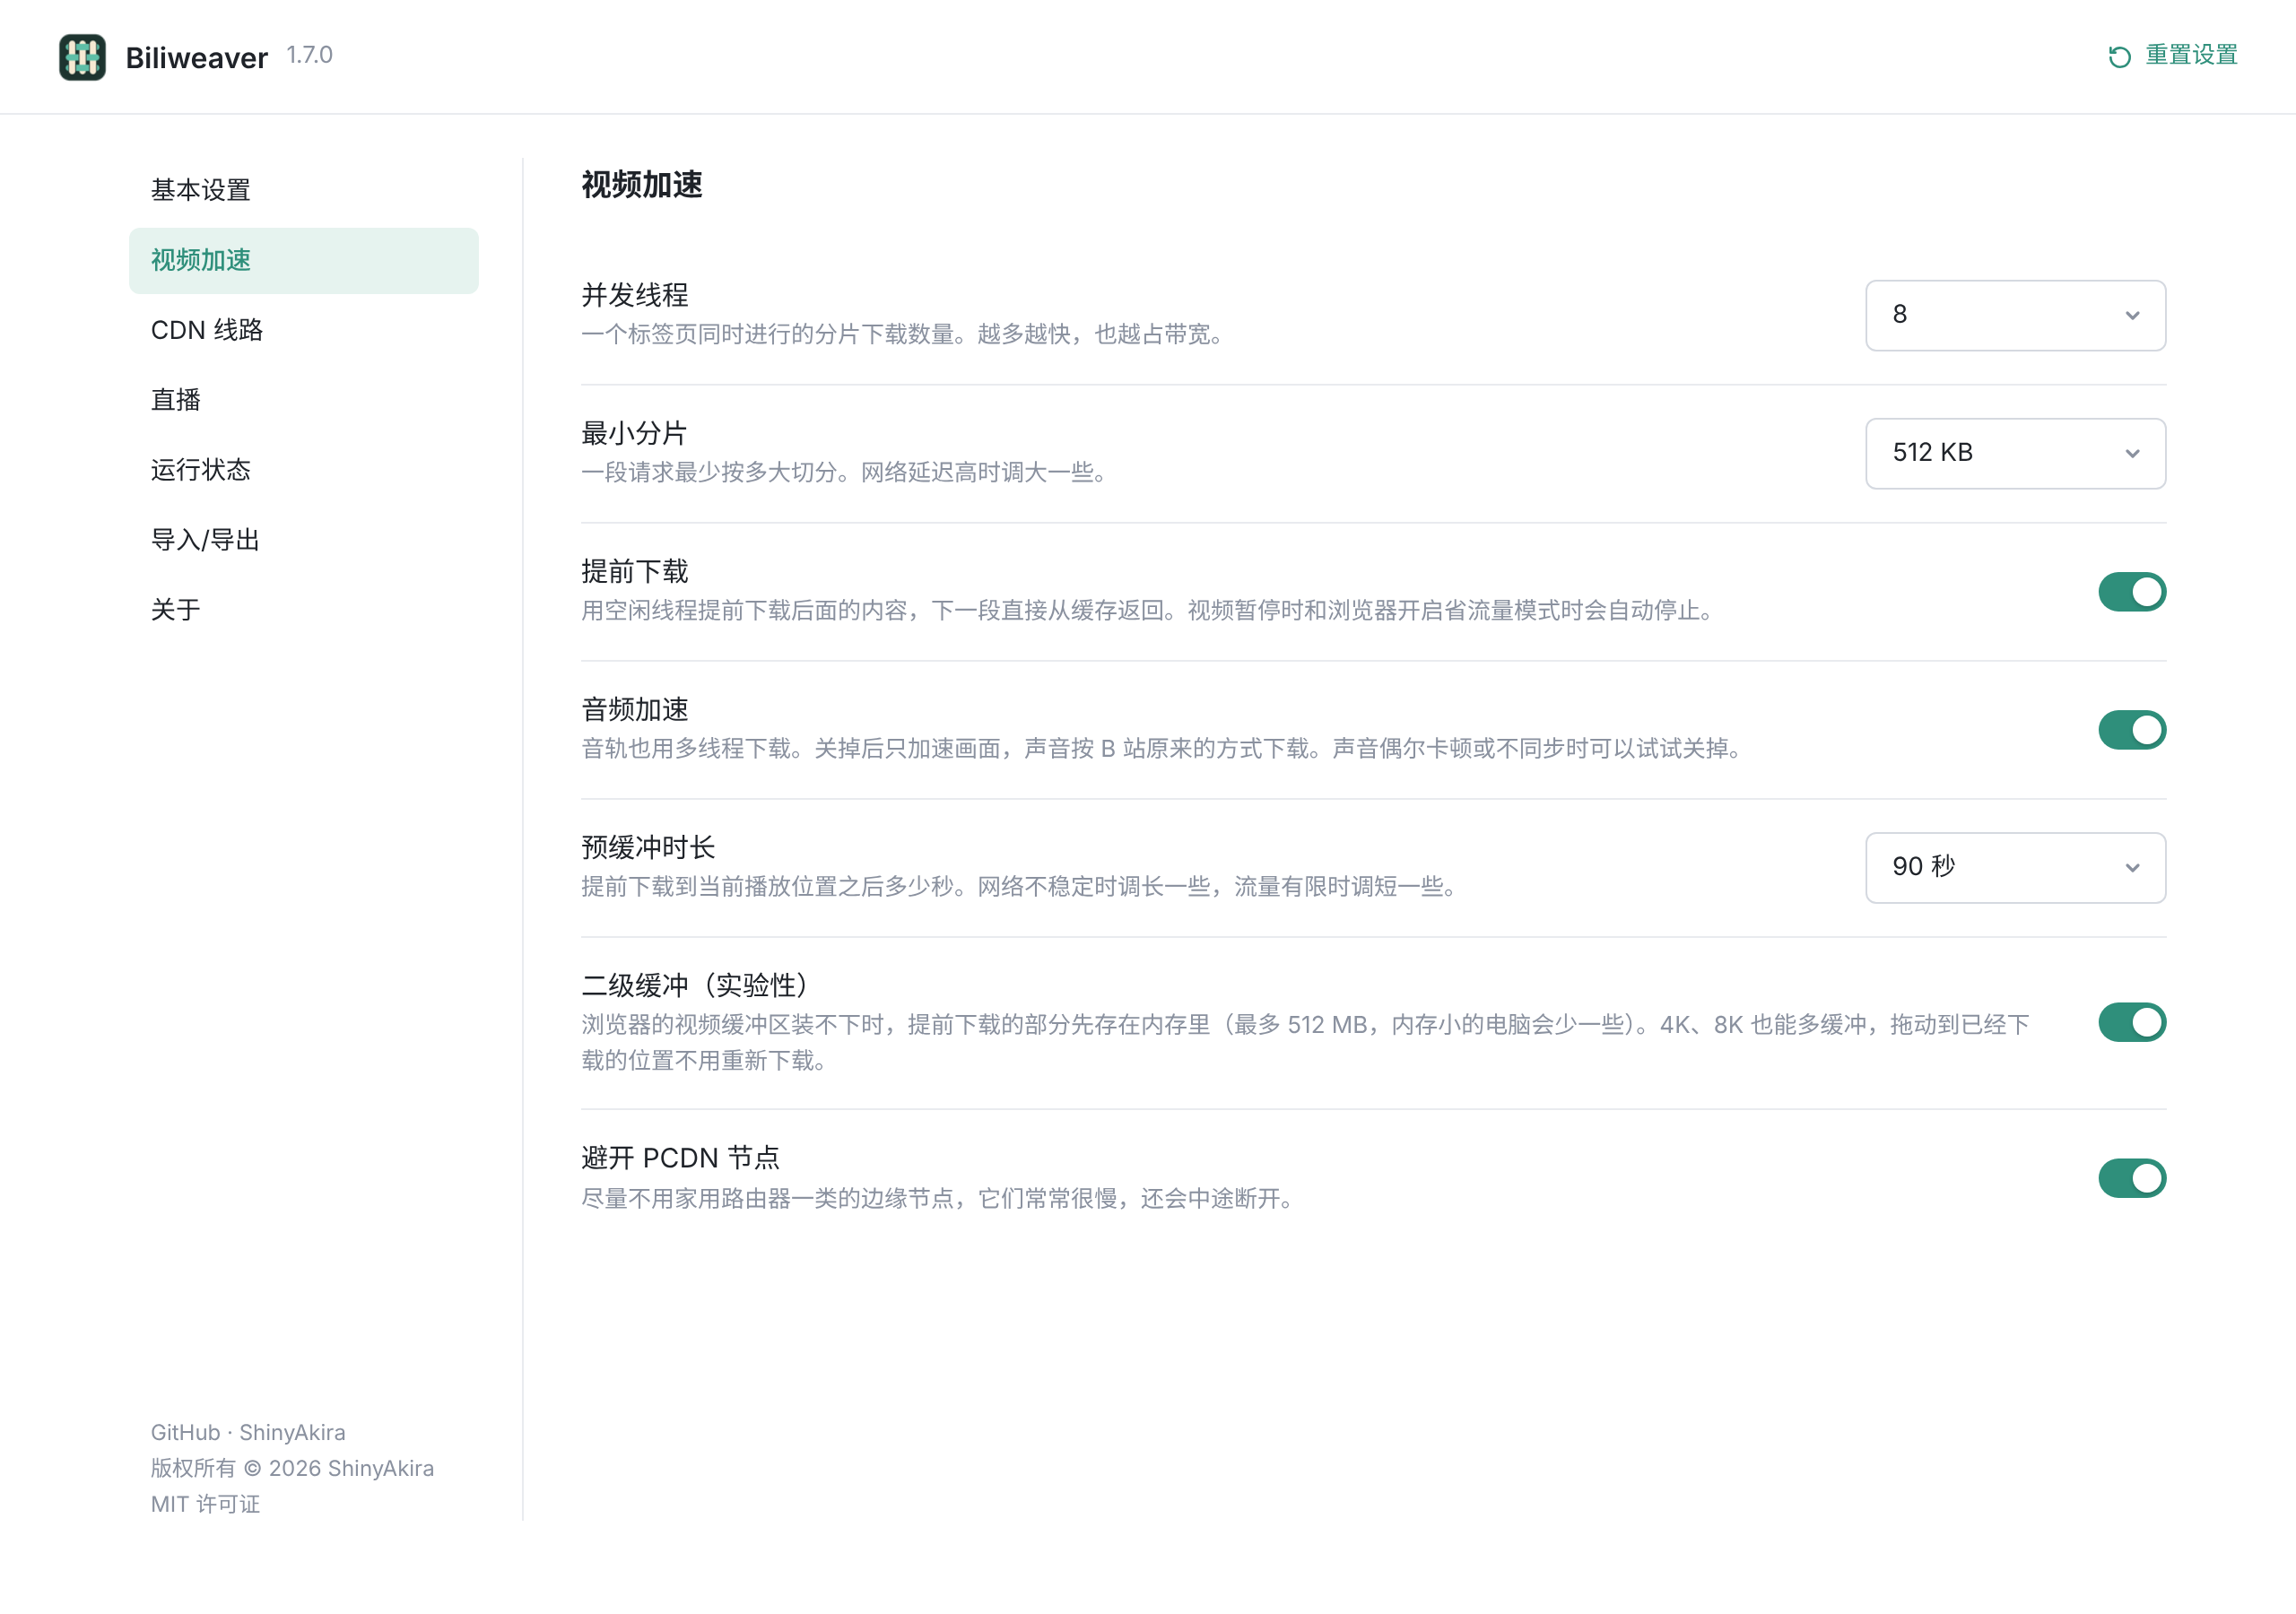 Biliweaver 1.7.0
重置设置
基本设置
视频加速
CDN 线路
直播
运行状态
导入/导出
关于
GitHub · ShinyAkira
版权所有 © 2026 ShinyAkira
MIT 许可证
视频加速
并发线程
一个标签页同时进行的分片下载数量。越多越快，也越占带宽。
8
最小分片
一段请求最少按多大切分。网络延迟高时调大一些。
512 KB
提前下载
用空闲线程提前下载后面的内容，下一段直接从缓存返回。视频暂停时和浏览器开启省流量模式时会自动停止。
音频加速
音轨也用多线程下载。关掉后只加速画面，声音按 B 站原来的方式下载。声音偶尔卡顿或不同步时可以试试关掉。
预缓冲时长
提前下载到当前播放位置之后多少秒。网络不稳定时调长一些，流量有限时调短一些。
90 秒
二级缓冲（实验性）
浏览器的视频缓冲区装不下时，提前下载的部分先存在内存里（最多 512 MB，内存小的电脑会少一些）。4K、8K 也能多缓冲，拖动到已经下
载的位置不用重新下载。
避开 PCDN 节点
尽量不用家用路由器一类的边缘节点，它们常常很慢，还会中途断开。